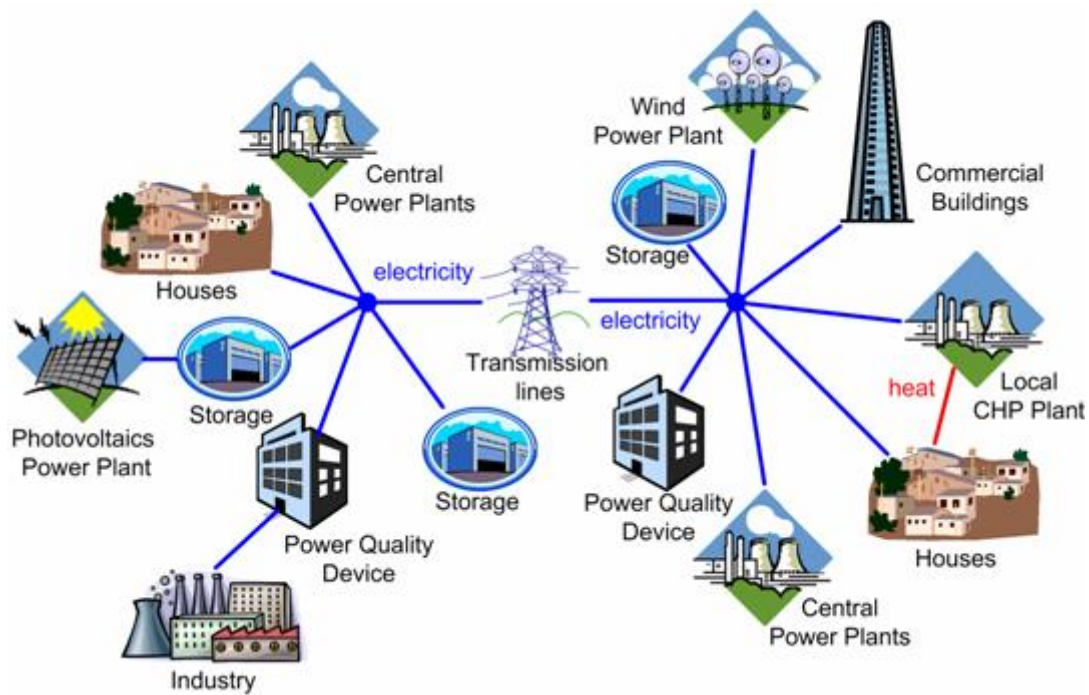 Wind
Power Plant
Central
Power Plants
Commercial
Buildings
Storage
Houses
electricity
electricity
Transmission
lines
Storage
Photovoltaics
Power Plant
heat
Local
CHP Plant
Storage
Power Quality
Device
Power Quality
Device
Houses
Central
Power Plants
Industry